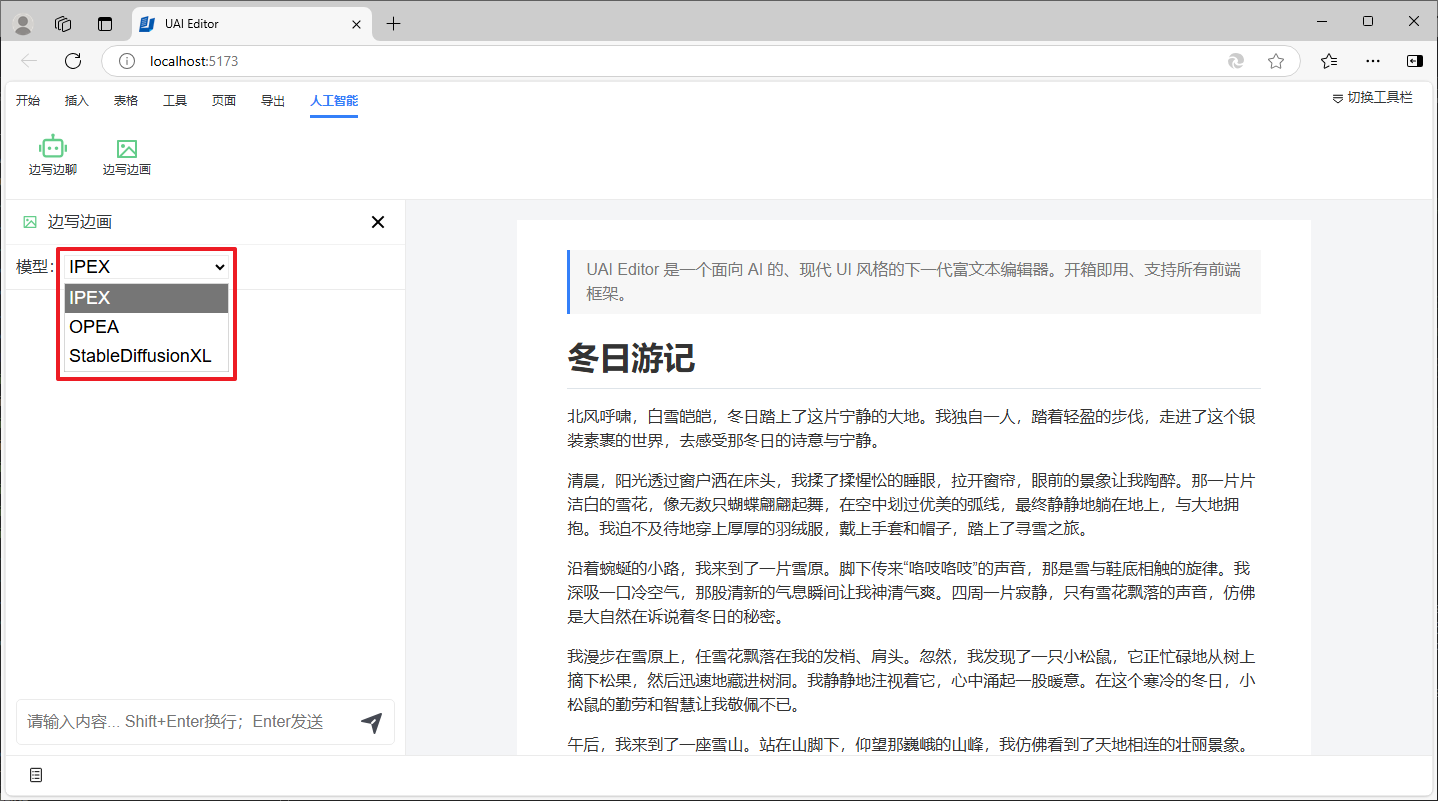 UAI Editor
localhost:5173
开始 插入 表格 工具 页面 导出 人工智能 切换工具栏
边写边聊 边写边画
边写边画
模型: IPEX
IPEX
OPEA
StableDiffusionXL
UAI Editor 是一个面向 AI 的、现代 UI 风格的下一代富文本编辑器。开箱即用、支持所有前端
框架。
冬日游记
北风呼啸，白雪皑皑，冬日踏上了这片宁静的大地。我独自一人，踏着轻盈的步伐，走进了这个银
装素裹的世界，去感受那冬日的诗意与宁静。
清晨，阳光透过窗户洒在床头，我揉了揉惺忪的睡眼，拉开窗帘，眼前的景象让我陶醉。那一片片
洁白的雪花，像无数只蝴蝶翩翩起舞，在空中划过优美的弧线，最终静静地躺在地上，与大地拥
抱。我迫不及待地穿上厚厚的羽绒服，戴上手套和帽子，踏上了寻雪之旅。
沿着蜿蜒的小路，我来到了一片雪原。脚下传来“咯吱咯吱”的声音，那是雪与鞋底相触的旋律。我
深吸一口冷空气，那股清新的气息瞬间让我神清气爽。四周一片寂静，只有雪花飘落的声音，仿佛
是大自然在诉说着冬日的秘密。
我漫步在雪原上，任雪花飘落在我的发梢、肩头。忽然，我发现了一只小松鼠，它正忙碌地从树上
摘下松果，然后迅速地藏进树洞。我静静地注视着它，心中涌起一股暖意。在这个寒冷的冬日，小
松鼠的勤劳和智慧让我敬佩不已。
午后，我来到了一座雪山。站在山脚下，仰望那巍峨的山峰，我仿佛看到了天地相连的壮丽景象。
请输入内容... Shift+Enter换行；Enter发送